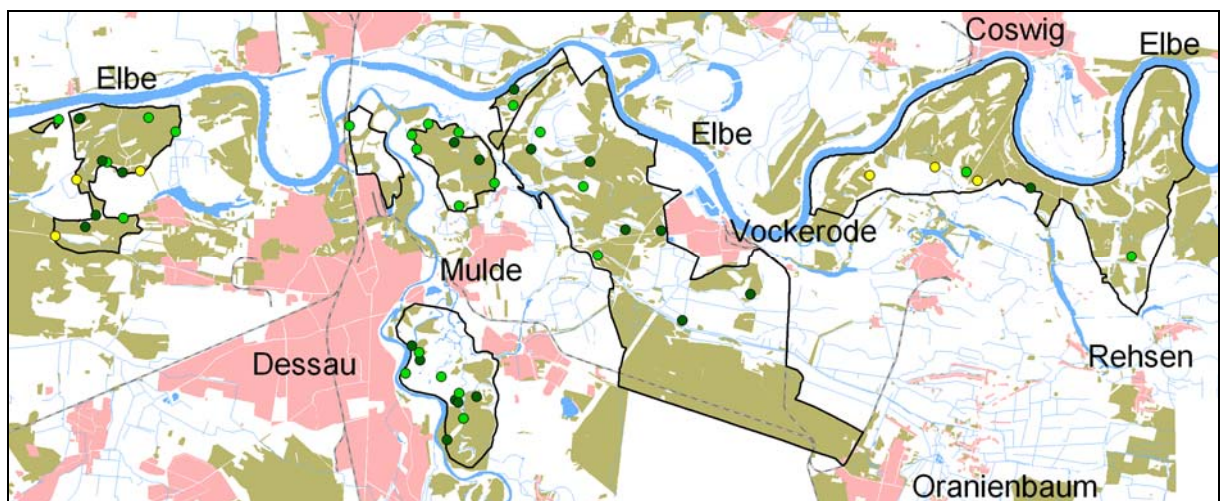 Coswig
Elbe
Elbe
Elbe
Vockerode
Mulde
Dessau
Rehsen
Oranienbaum